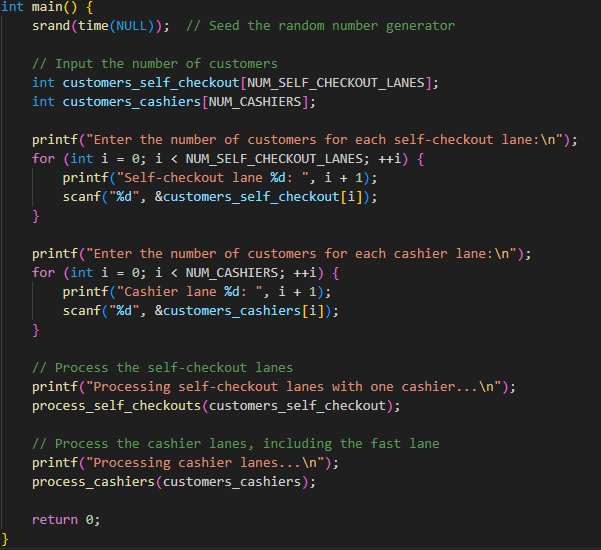 int main() {
    srand(time(NULL));  // Seed the random number generator

    // Input the number of customers
    int customers_self_checkout[NUM_SELF_CHECKOUT_LANES];
    int customers_cashiers[NUM_CASHIERS];

    printf("Enter the number of customers for each self-checkout lane:\n");
    for (int i = 0; i < NUM_SELF_CHECKOUT_LANES; ++i) {
        printf("Self-checkout lane %d: ", i + 1);
        scanf("%d", &customers_self_checkout[i]);
    }

    printf("Enter the number of customers for each cashier lane:\n");
    for (int i = 0; i < NUM_CASHIERS; ++i) {
        printf("Cashier lane %d: ", i + 1);
        scanf("%d", &customers_cashiers[i]);
    }

    // Process the self-checkout lanes
    printf("Processing self-checkout lanes with one cashier...\n");
    process_self_checkouts(customers_self_checkout);

    // Process the cashier lanes, including the fast lane
    printf("Processing cashier lanes...\n");
    process_cashiers(customers_cashiers);

    return 0;
}